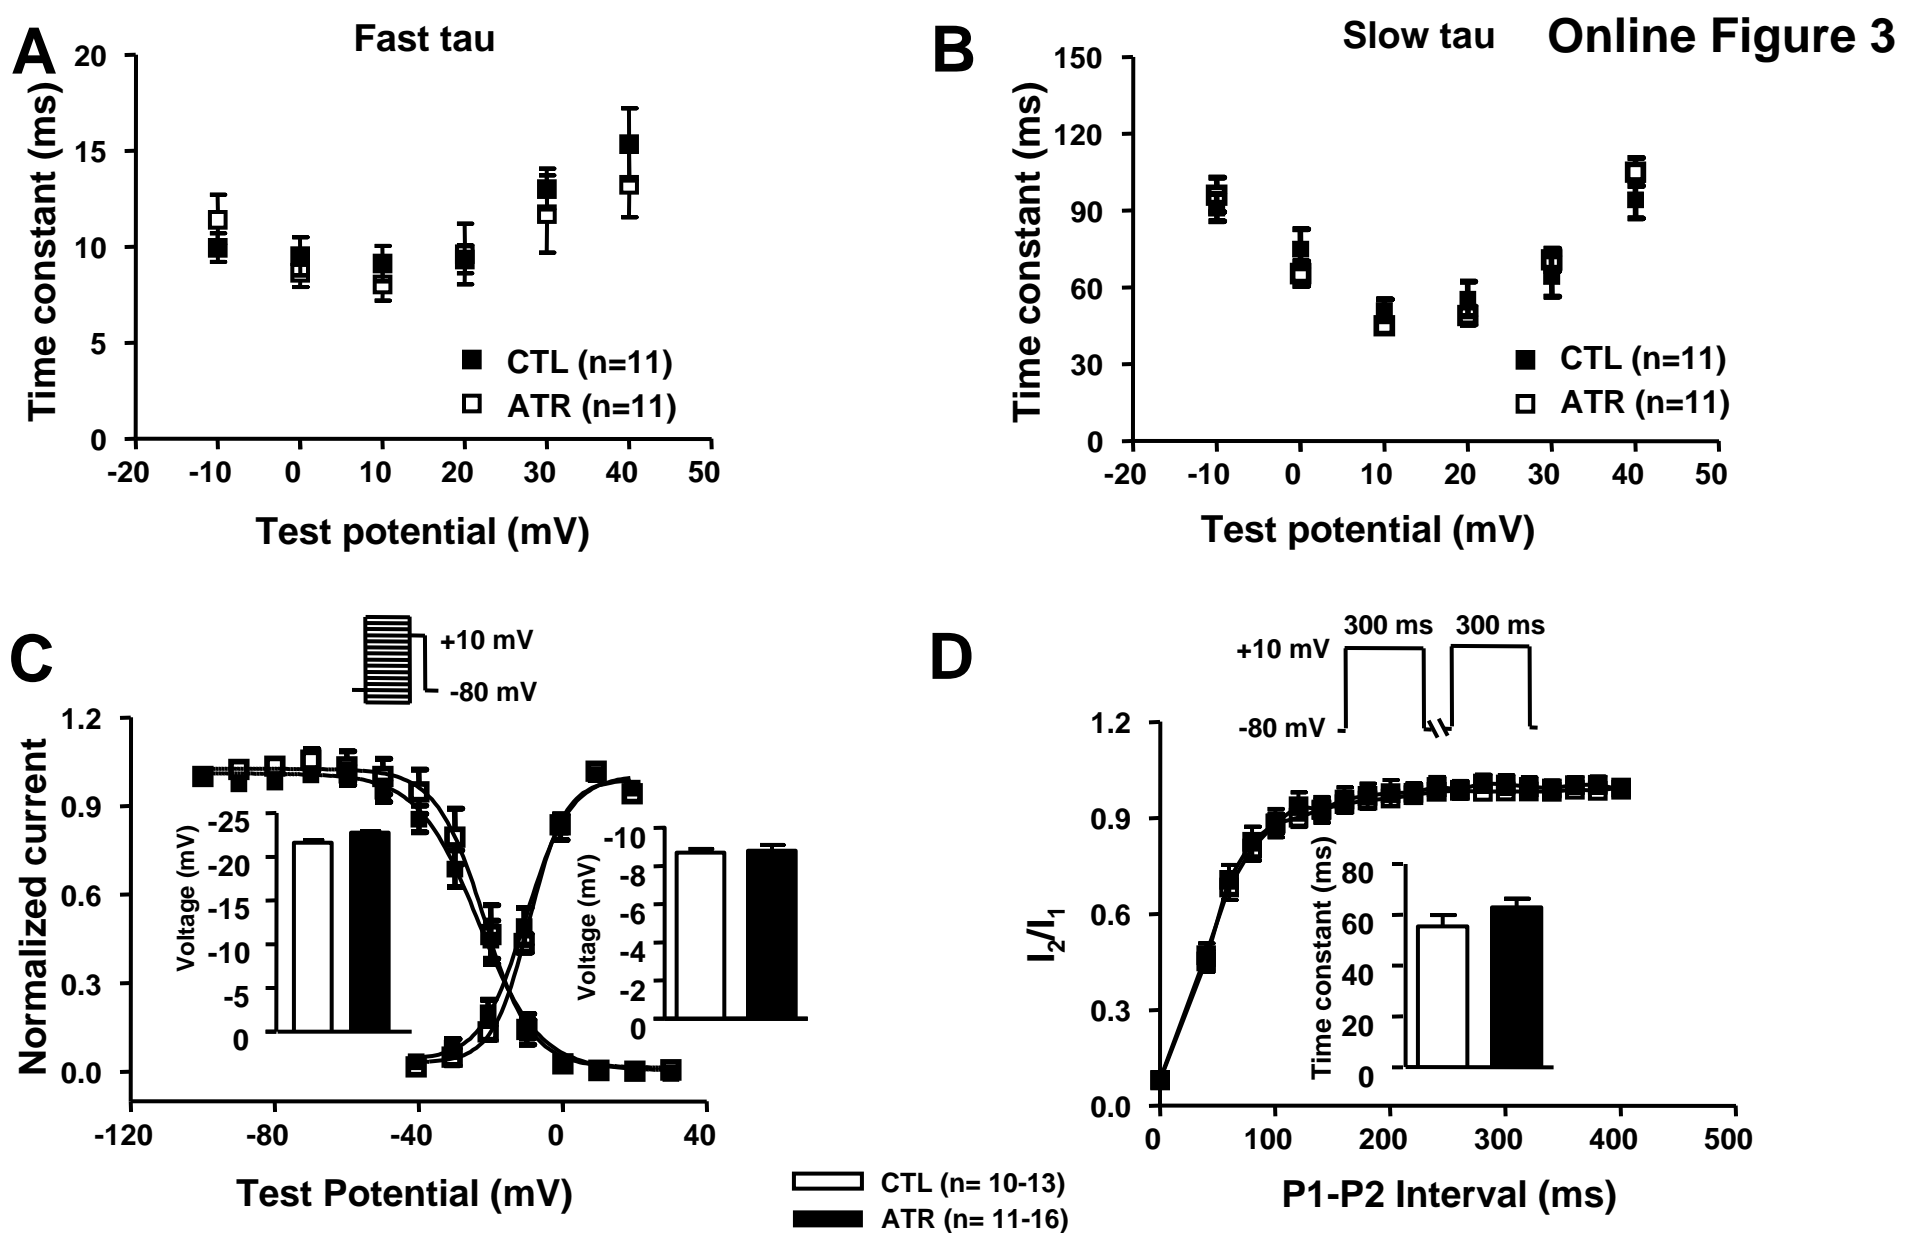 Online Figure 3
A
Fast tau
Time constant (ms)
20
15
10
5
0
-20 -10 0 10 20 30 40 50
Test potential (mV)
CTL (n=11)
ATR (n=11)
B
Slow tau
Time constant (ms)
150
120
90
60
30
0
-20 -10 0 10 20 30 40 50
Test potential (mV)
CTL (n=11)
ATR (n=11)
C
+10 mV
-80 mV
Normalized current
1.2
0.9
0.6
0.3
0.0
-120 -80 -40 0 40
Test Potential (mV)
Voltage (mV)
-25
-20
-15
-10
-5
0
Voltage (mV)
-10
-8
-6
-4
-2
0
CTL (n= 10-13)
ATR (n= 11-16)
D
300 ms 300 ms
+10 mV
-80 mV
I2/I1
1.2
0.9
0.6
0.3
0.0
0 100 200 300 400 500
P1-P2 Interval (ms)
Time constant (ms)
80
60
40
20
0